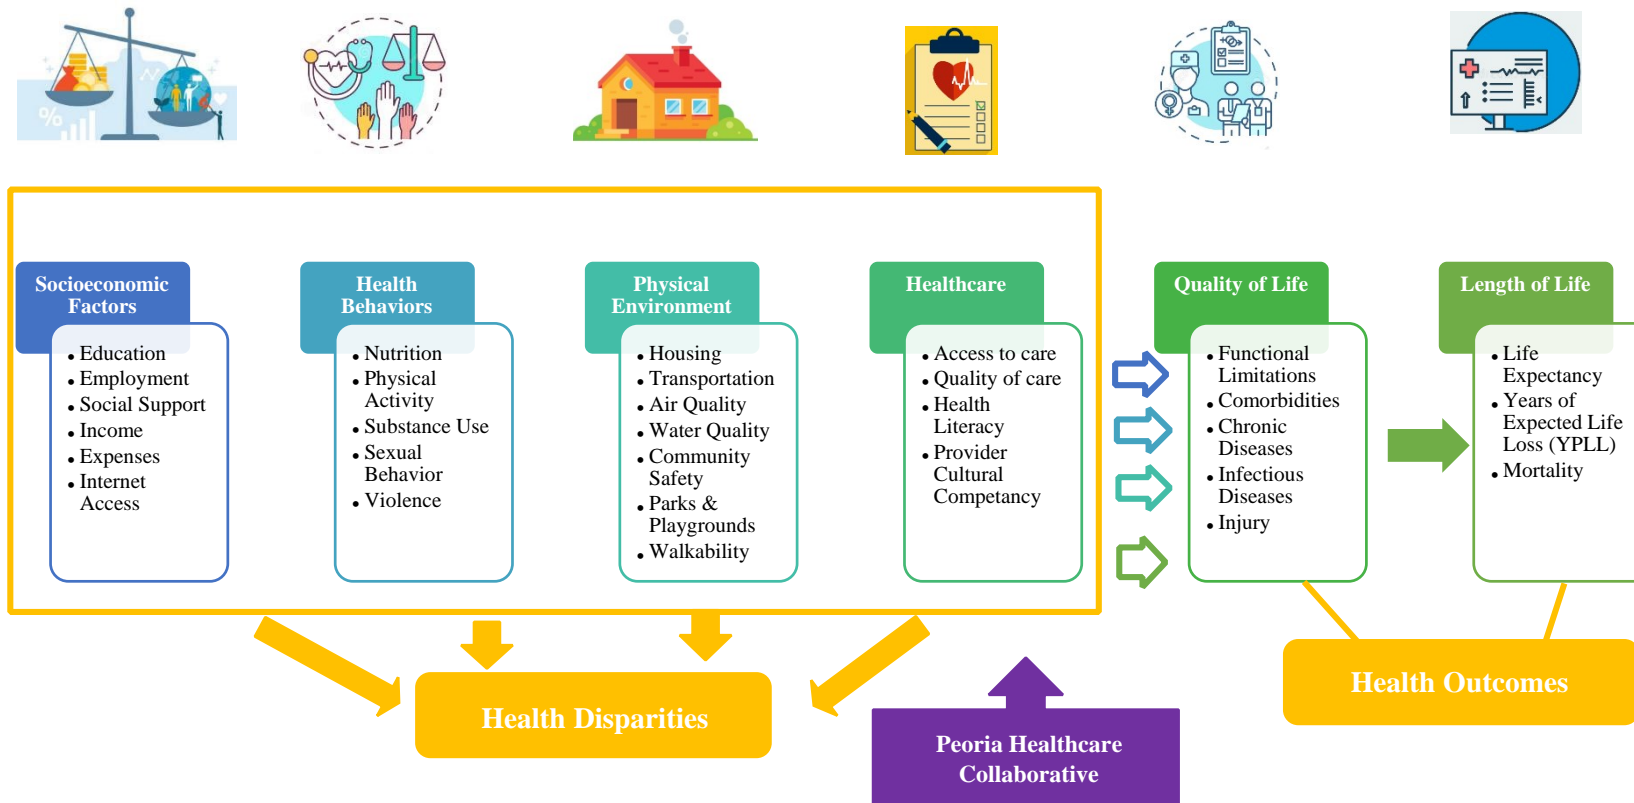 Socioeconomic
Factors
• Education
• Employment
• Social Support
• Income
• Expenses
• Internet
Access
Health
Behaviors
• Nutrition
• Physical
Activity
• Substance Use
• Sexual
Behavior
• Violence
Physical
Environment
• Housing
• Transportation
• Air Quality
• Water Quality
• Community
Safety
• Parks &
Playgrounds
• Walkability
Healthcare
• Access to care
• Quality of care
• Health
Literacy
• Provider
Cultural
Competancy
Quality of Life
• Functional
Limitations
• Comorbidities
• Chronic
Diseases
• Infectious
Diseases
• Injury
Length of Life
• Life
Expectancy
• Years of
Expected Life
Loss (YPLL)
• Mortality
Health Disparities
Peoria Healthcare
Collaborative
Health Outcomes
%